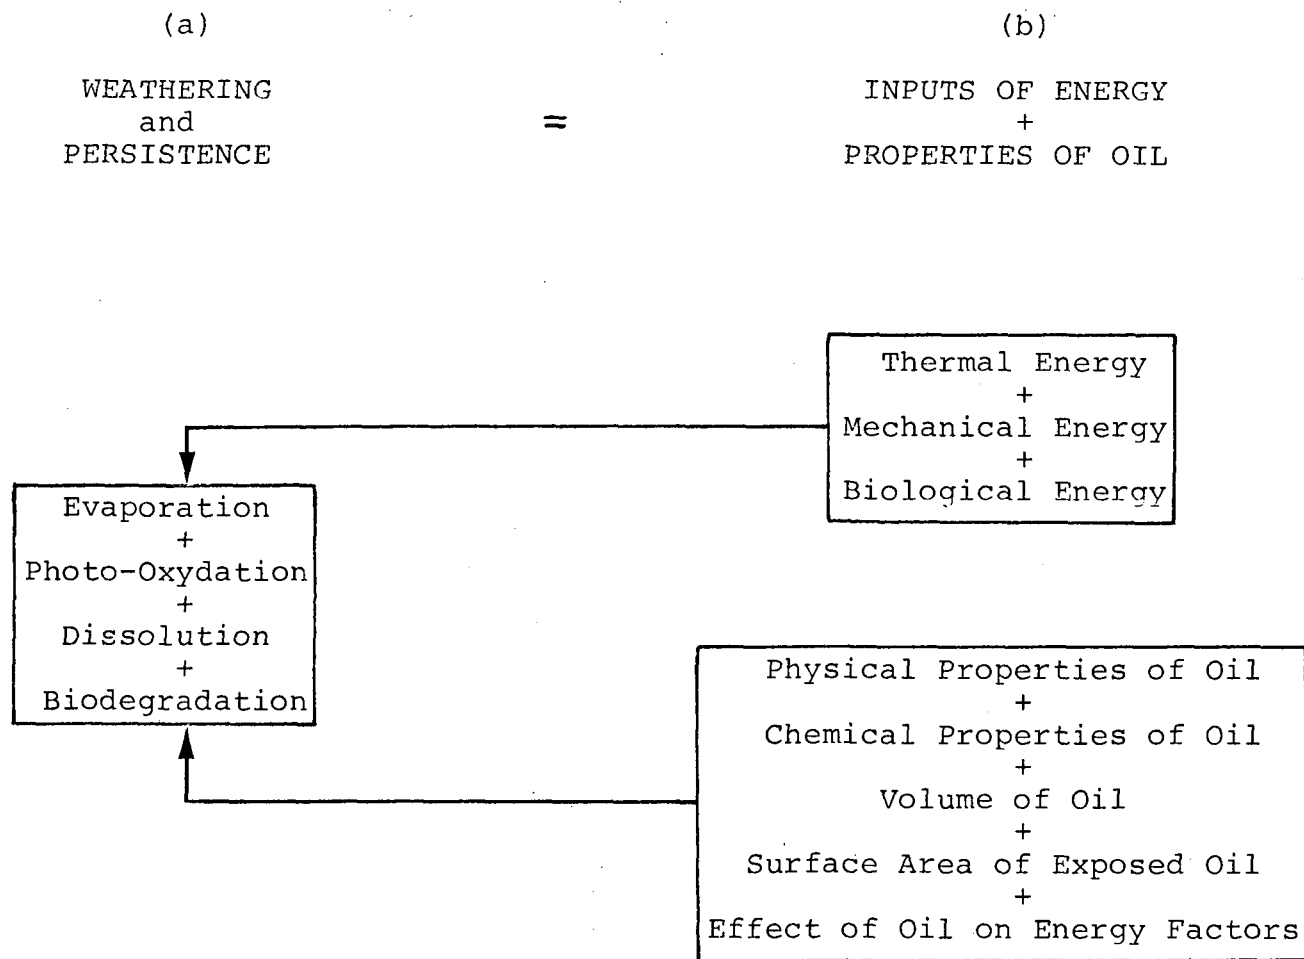 (a) (b)
WEATHERING
and
PERSISTENCE
=
INPUTS OF ENERGY
+
PROPERTIES OF OIL
Thermal Energy
+
Mechanical Energy
+
Biological Energy
Evaporation
+
Photo-Oxydation
+
Dissolution
+
Biodegradation
Physical Properties of Oil
+
Chemical Properties of Oil
+
Volume of Oil
+
Surface Area of Exposed Oil
+
Effect of Oil on Energy Factors